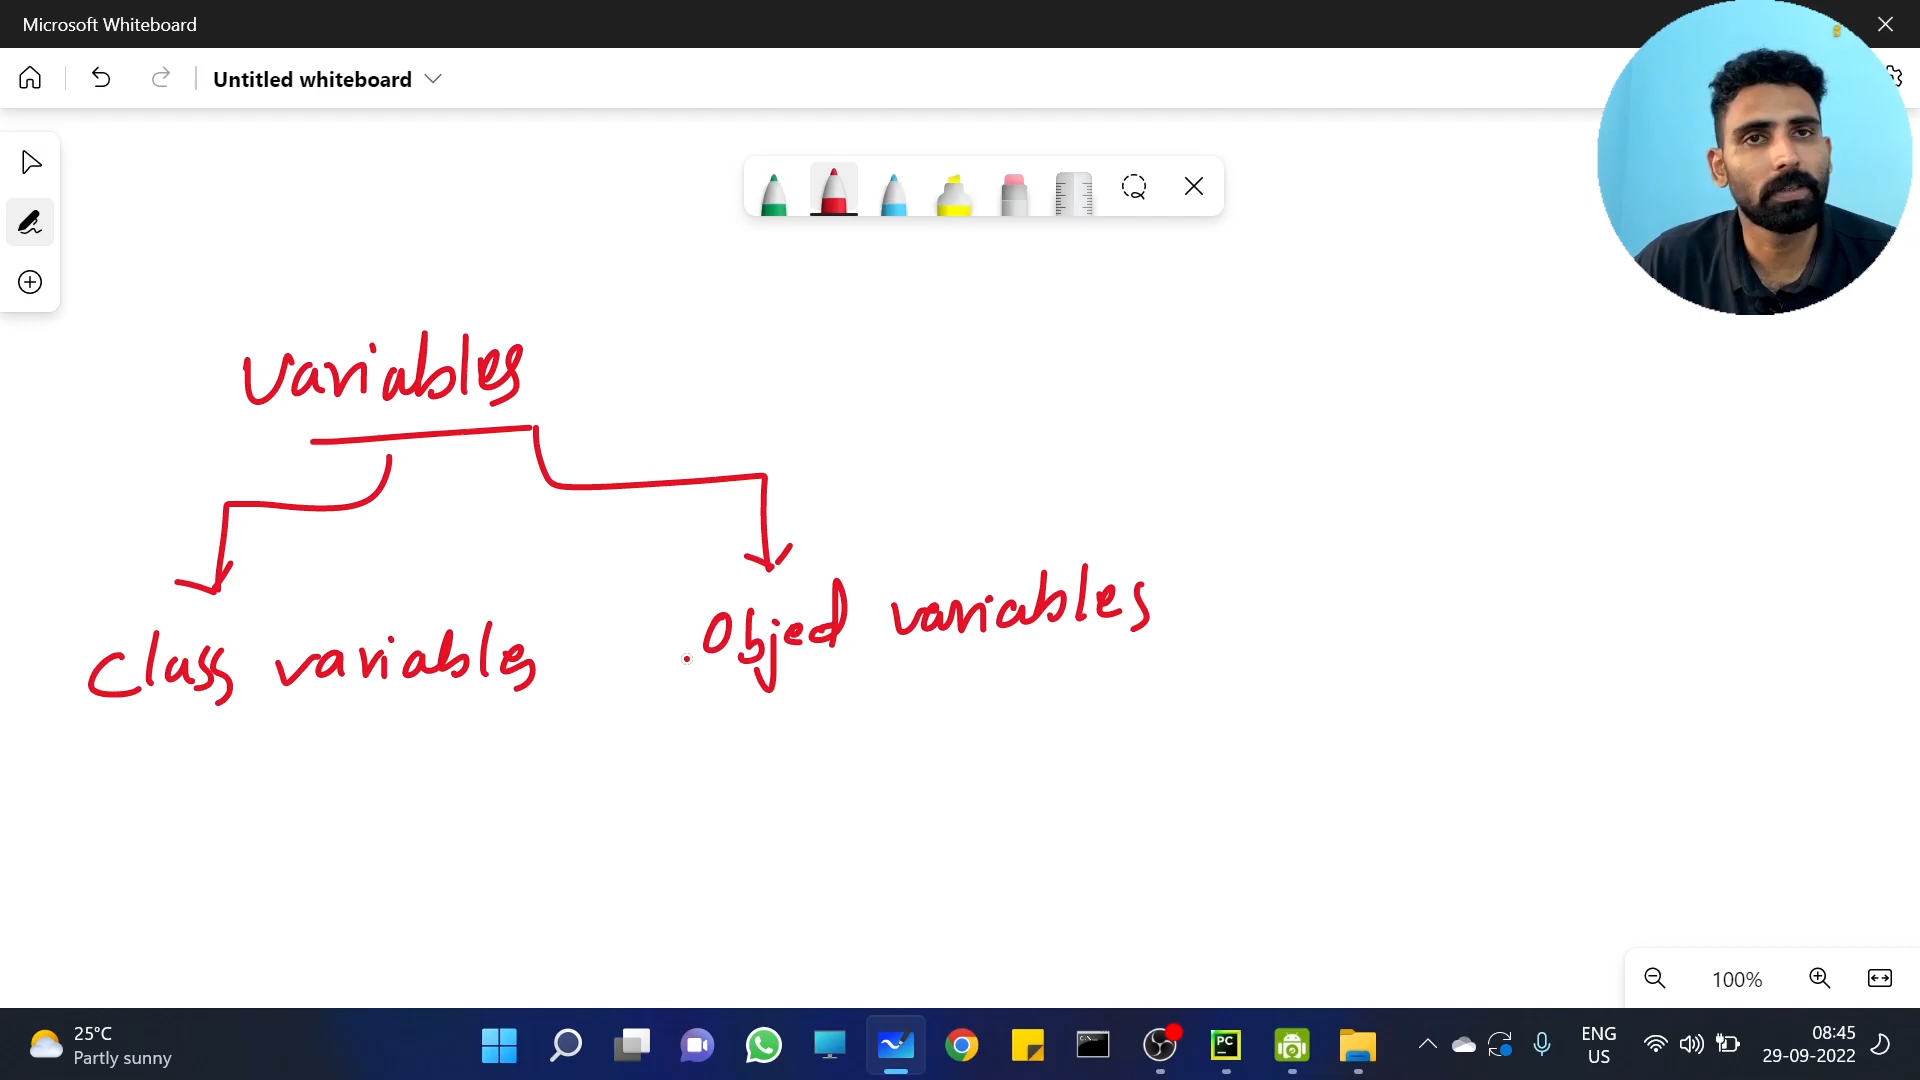 Microsoft Whiteboard
Untitled whiteboard
variables
class variables
Object variables
100%
25°C
Partly sunny
PC
ENG
US
08:45
29-09-2022